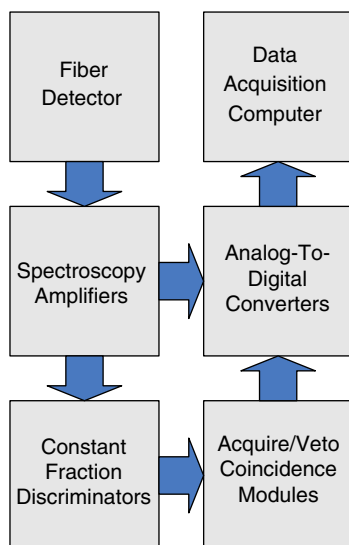 Fiber
Detector
Data
Acquisition
Computer
Spectroscopy
Amplifiers
Analog-To-
Digital
Converters
Constant
Fraction
Discriminators
Acquire/Veto
Coincidence
Modules